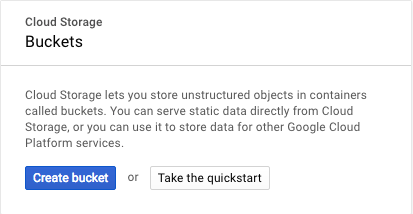 Cloud Storage
Buckets
Cloud Storage lets you store unstructured objects in containers
called buckets. You can serve static data directly from Cloud
Storage, or you can use it to store data for other Google Cloud
Platform services.
Create bucket or Take the quickstart